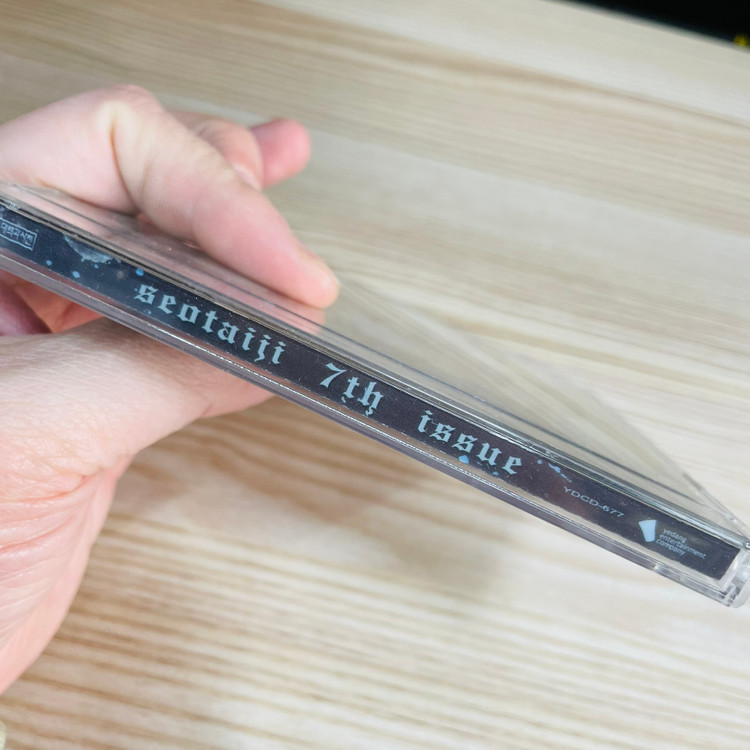 seotaiji 7th issue
YDCD-677
yedang
entertainment
company